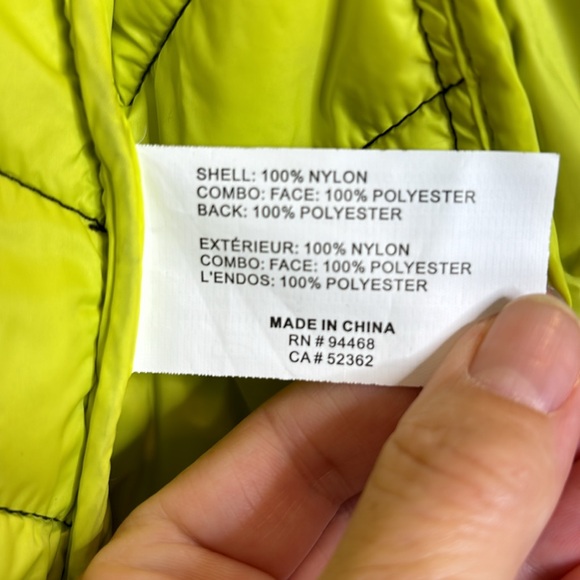 SHELL: 100% NYLON
COMBO: FACE: 100% POLYESTER
BACK: 100% POLYESTER
EXTÉRIEUR: 100% NYLON
COMBO: FACE: 100% POLYESTER
L'ENDOS: 100% POLYESTER
MADE IN CHINA
RN # 94468
CA # 52362